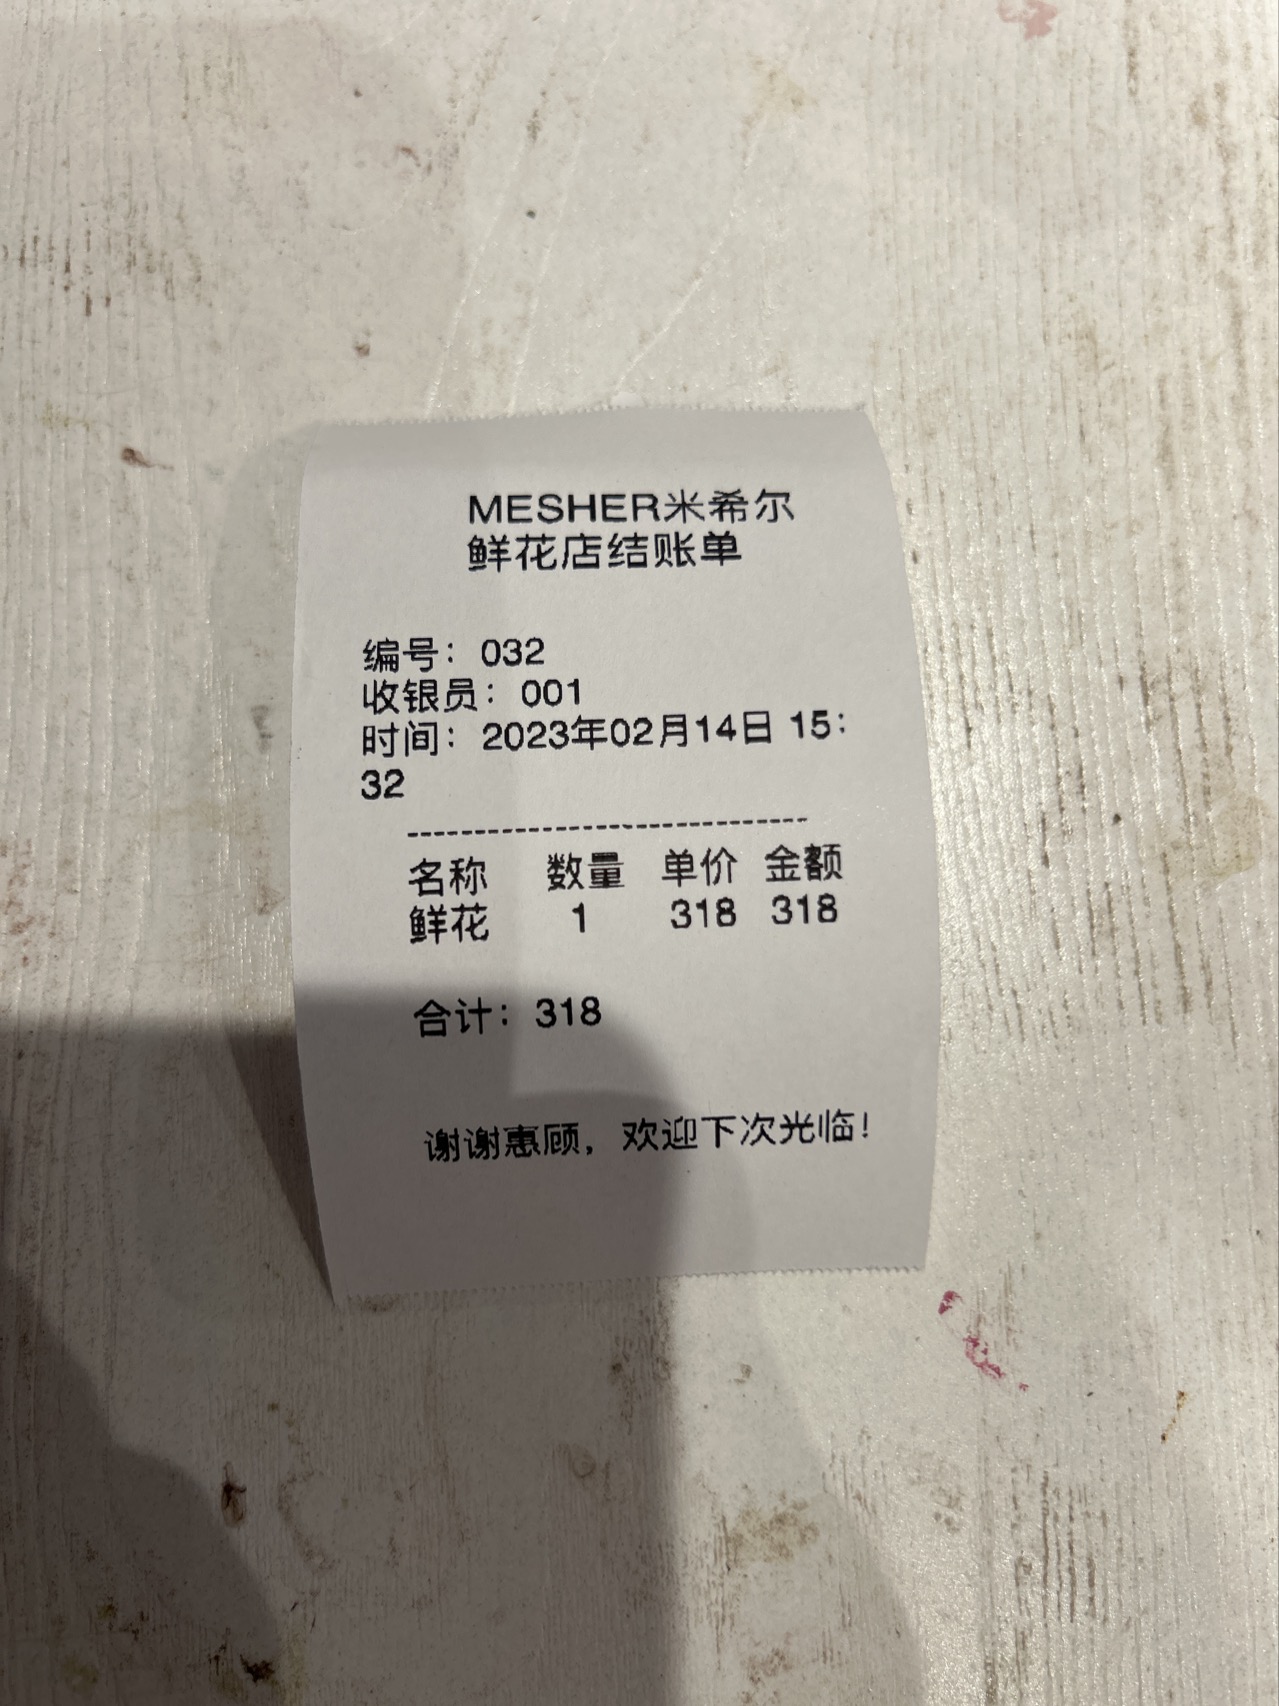 MESHER米希尔
鲜花店结账单
编号：032
收银员：001
时间：2023年02月14日 15：
32
--------------------------------
名称 数量 单价 金额
鲜花 1 318 318
合计：318
谢谢惠顾，欢迎下次光临！